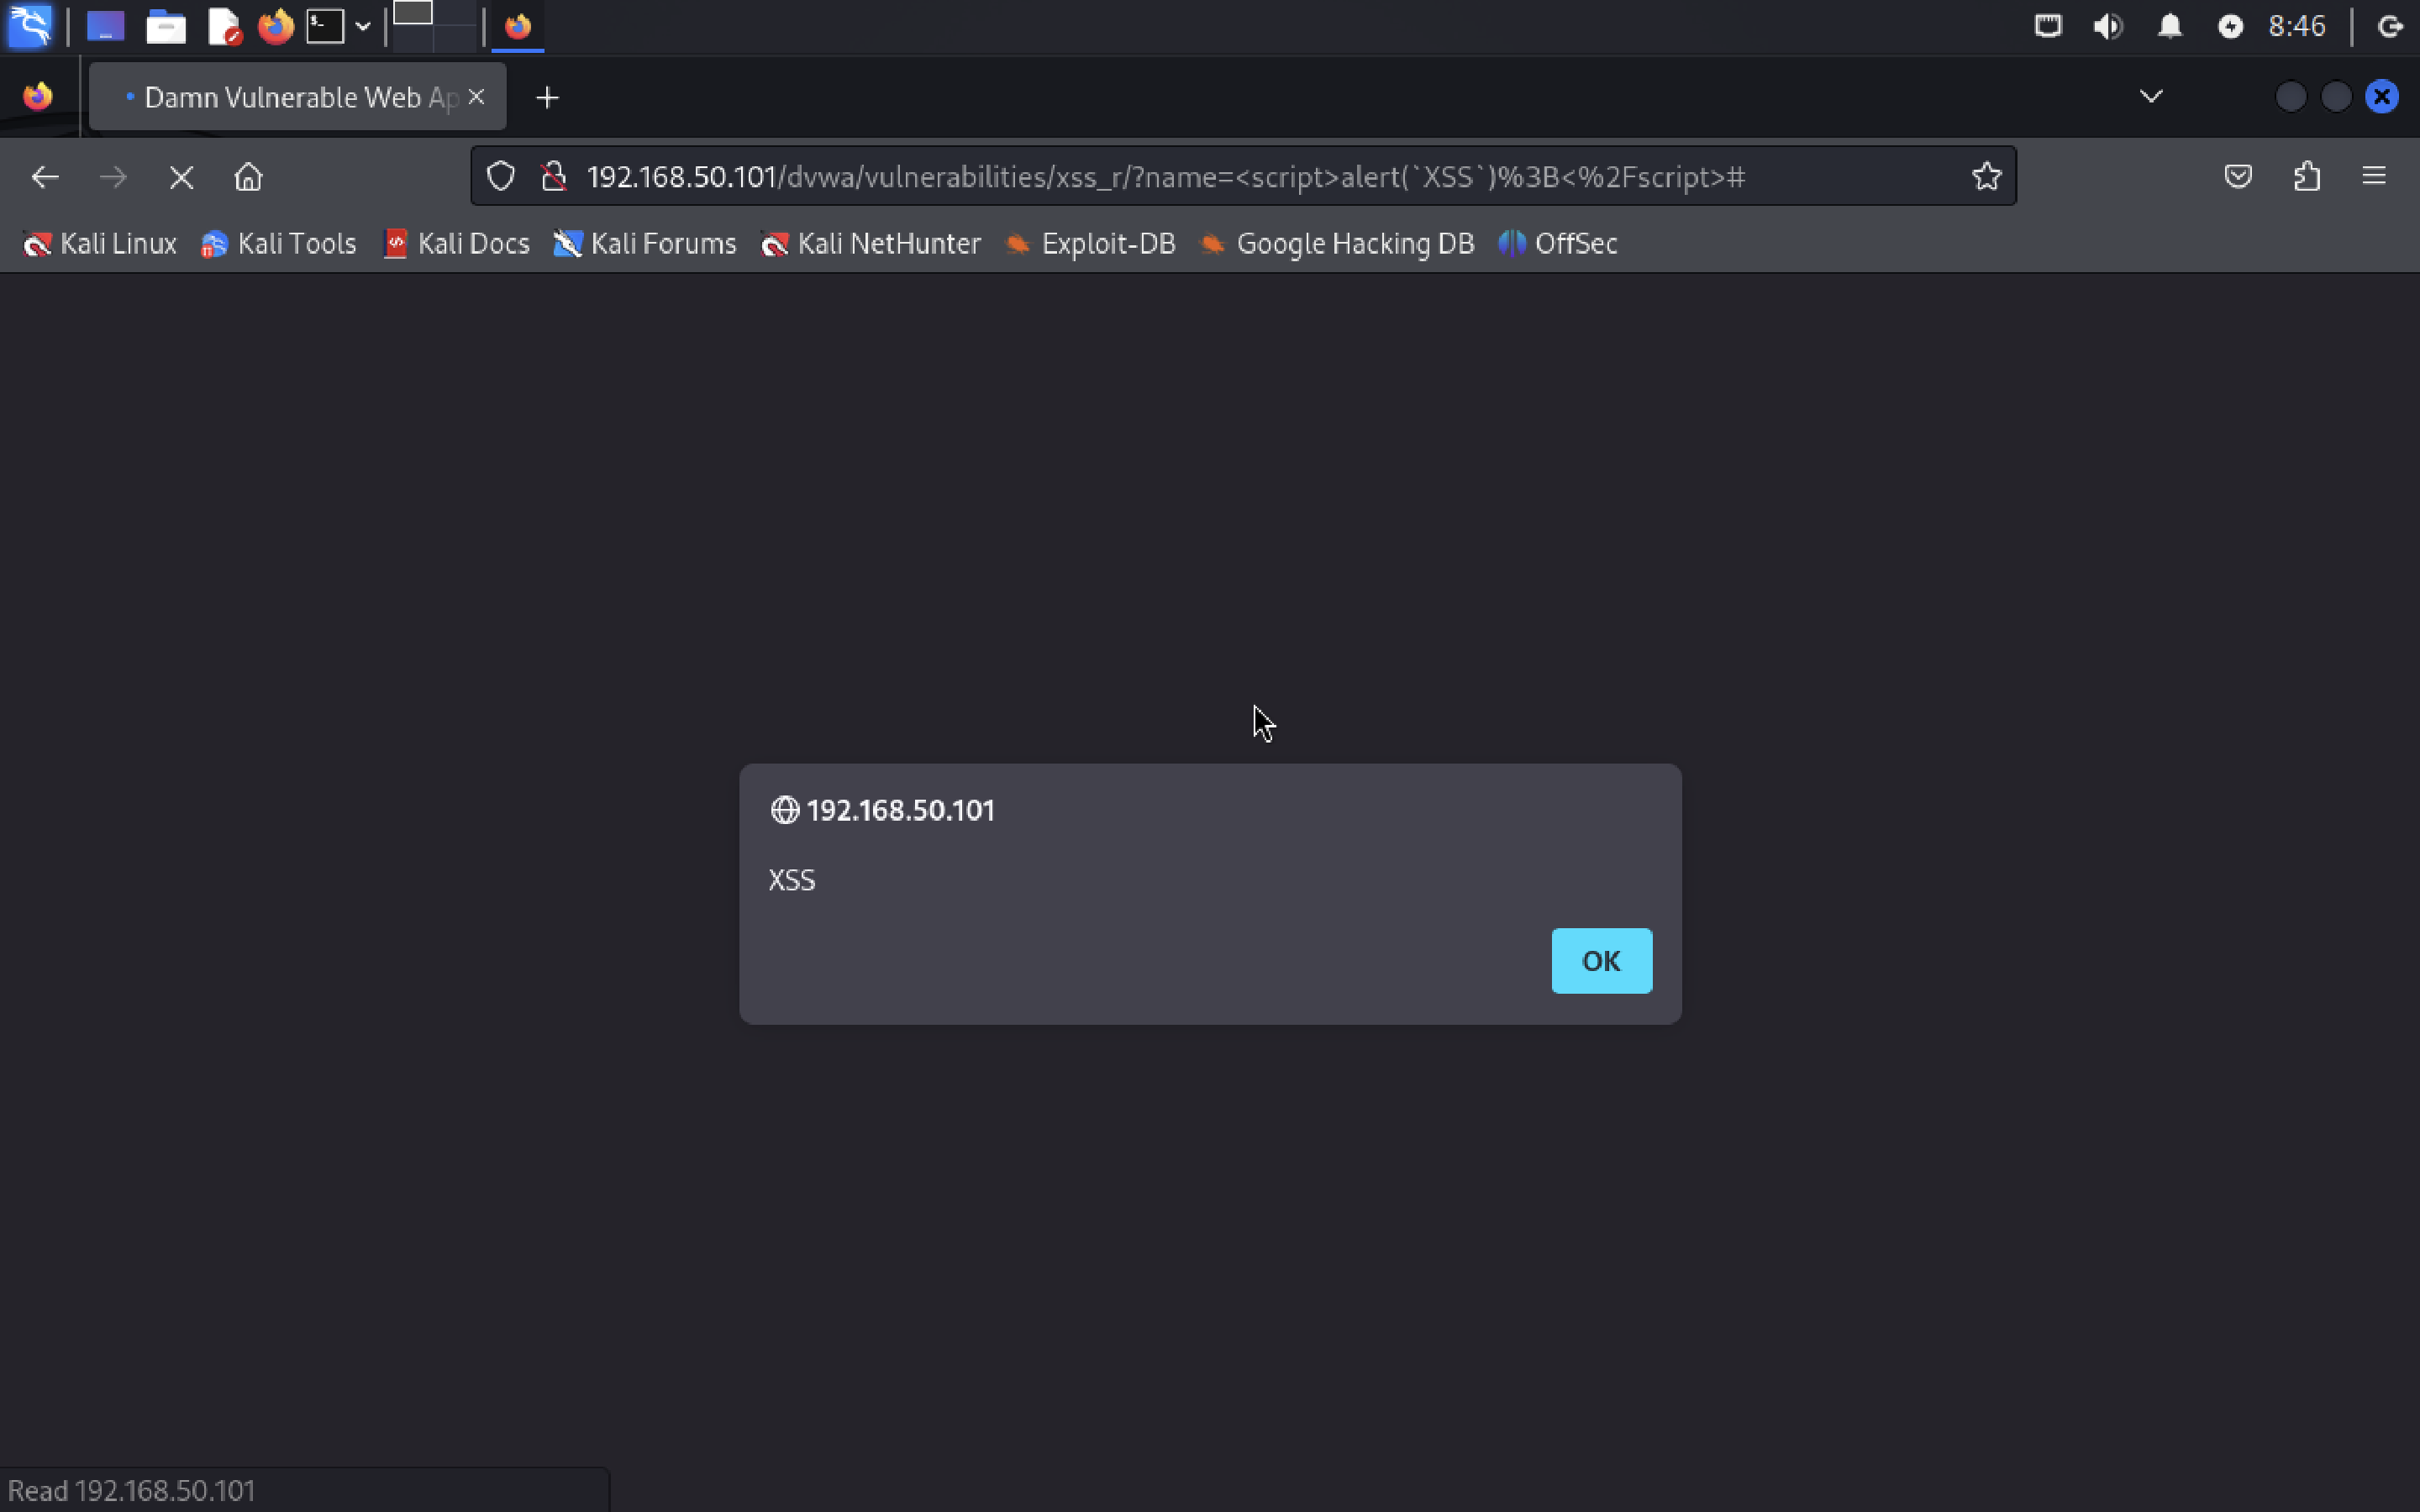 8:46
Damn Vulnerable Web Ap
192.168.50.101/dvwa/vulnerabilities/xss_r/?name=<script>alert(`XSS`)%3B<%2Fscript>#
Kali Linux Kali Tools Kali Docs Kali Forums Kali NetHunter Exploit-DB Google Hacking DB OffSec
192.168.50.101
XSS
OK
Read 192.168.50.101